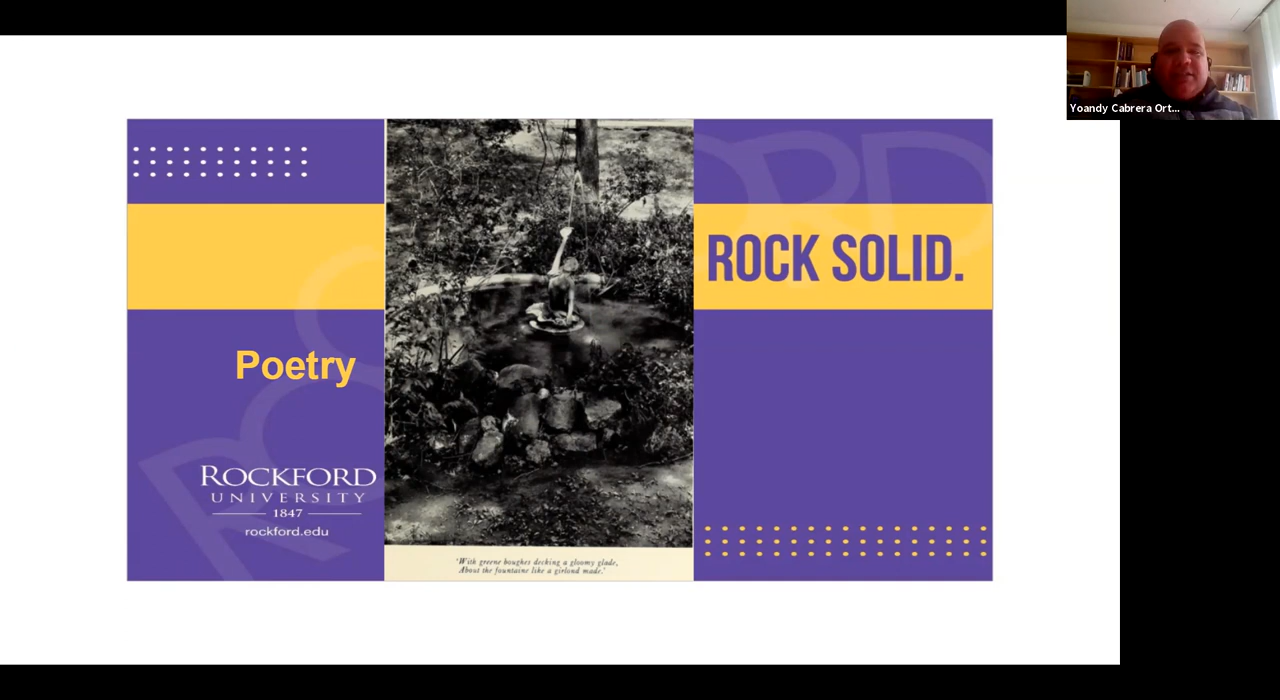 Yoandy Cabrera Ort...
ROCK SOLID.
Poetry
ROCKFORD
UNIVERSITY
1847
rockford.edu
'With greene boughes decking a gloomy glade,
About the fountaine like a girlond made.'